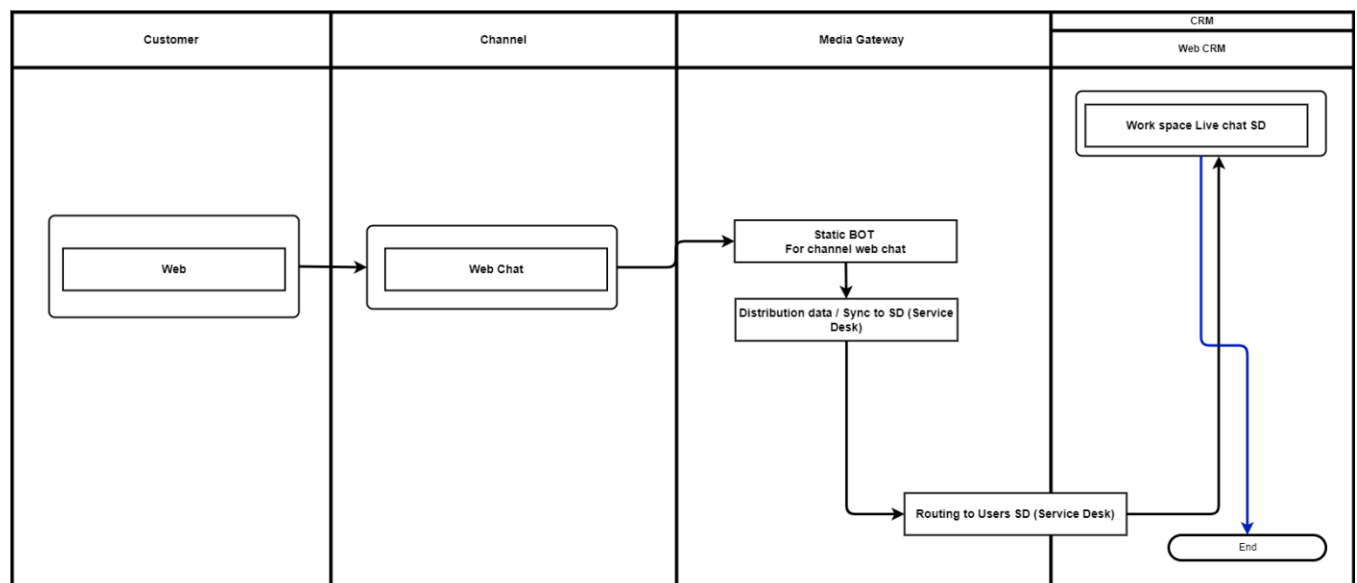 Customer
Channel
Media Gateway
CRM
Web CRM
Work space Live chat SD
Web
Web Chat
Static BOT
For channel web chat
Distribution data / Sync to SD (Service
Desk)
Routing to Users SD (Service Desk)
End